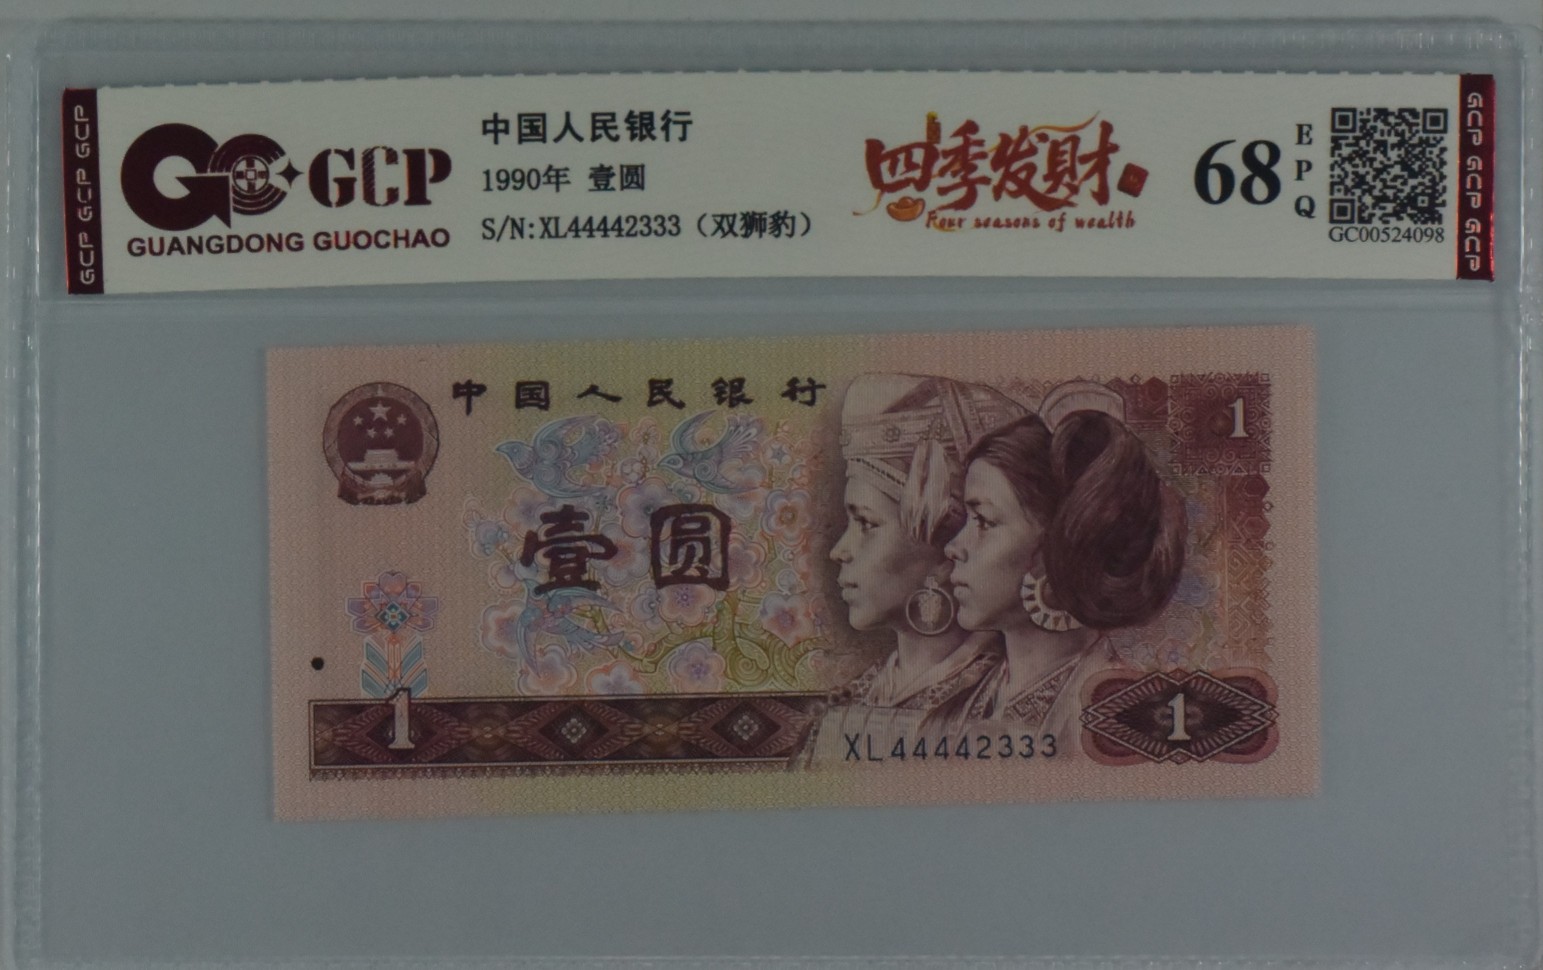 GCP GCP GCP
GCP
GUANGDONG GUOCHAO
中国人民银行
1990年 壹圆
S/N:XL44442333（双狮豹）
四季发财
Four seasons of wealth
68
EPQ
GC00524098
GCP GCP GCP
中国人民银行
1
壹圆
1
XL44442333
1